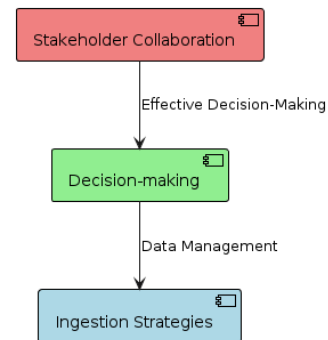 Stakeholder Collaboration
Effective Decision-Making
Decision-making
Data Management
Ingestion Strategies